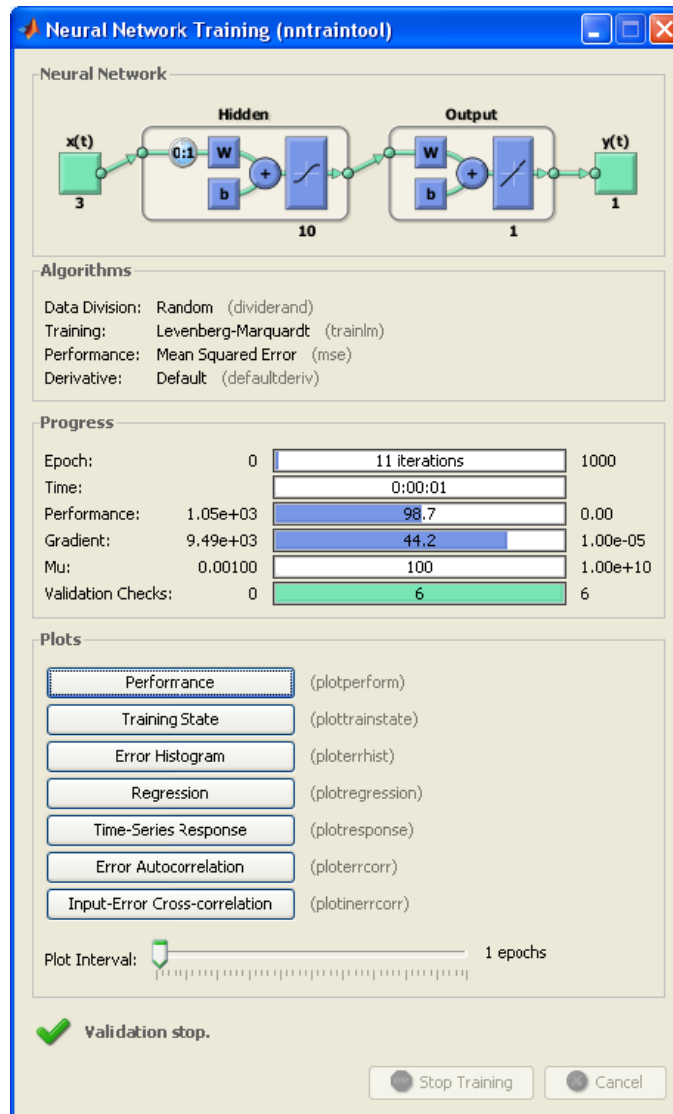 Neural Network Training (nntraintool)
Neural Network
Hidden Output
x(t) y(t)
0:1 W W
+ +
b b
3 1
10 1
Algorithms
Data Division: Random (dividerand)
Training: Levenberg-Marquardt (trainlm)
Performance: Mean Squared Error (mse)
Derivative: Default (defaultderiv)
Progress
Epoch: 0 11 iterations 1000
Time: 0:00:01
Performance: 1.05e+03 98.7 0.00
Gradient: 9.49e+03 44.2 1.00e-05
Mu: 0.00100 100 1.00e+10
Validation Checks: 0 6 6
Plots
Performance (plotperform)
Training State (plottrainstate)
Error Histogram (ploterrhist)
Regression (plotregression)
Time-Series Response (plotresponse)
Error Autocorrelation (ploterrcorr)
Input-Error Cross-correlation (plotinerrcorr)
Plot Interval: 1 epochs
Validation stop.
Stop Training Cancel